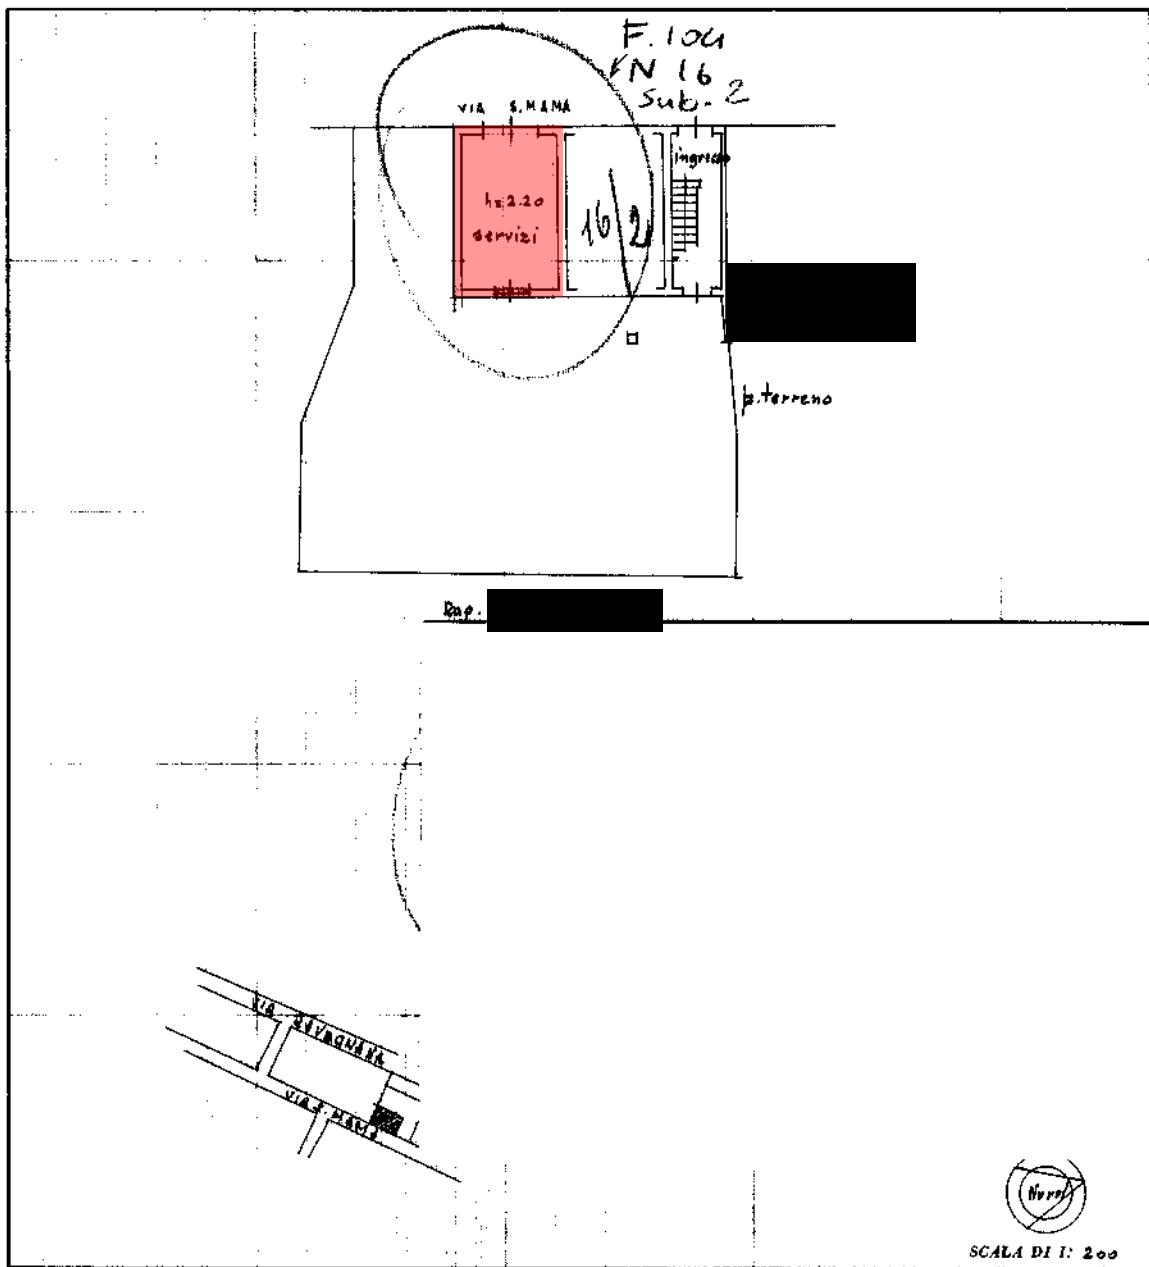 F. 104
N 16
Sub. 2
VIA S. MAMA
ingresso
h=2.20
servizi
16 2
p. terreno
Rap.
VIA
VIA S. MAMA
Nord
SCALA DI 1: 200